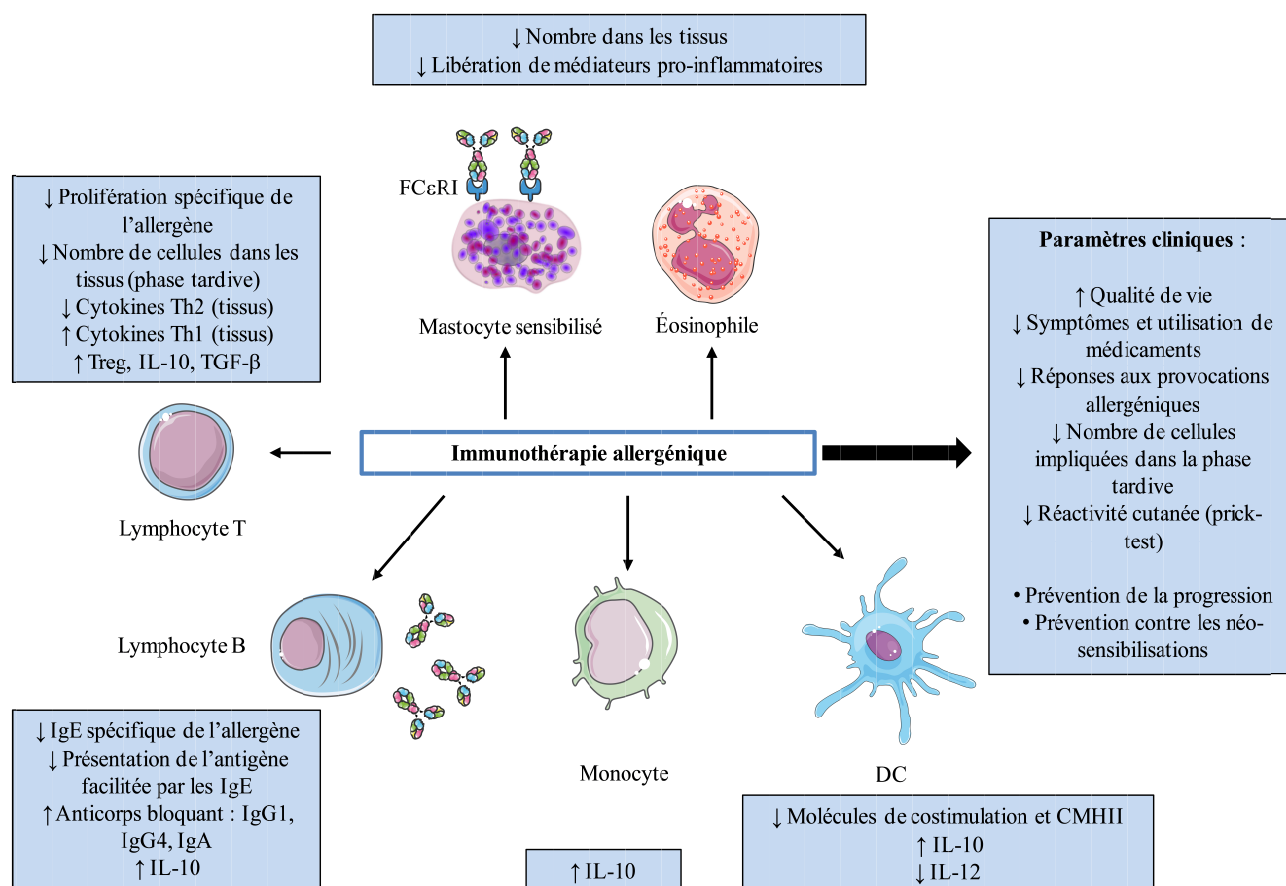 ↓ Nombre dans les tissus
↓ Libération de médiateurs pro-inflammatoires
FCεRI
Mastocyte sensibilisé
Éosinophile
↓ Prolifération spécifique de
l’allergène
↓ Nombre de cellules dans les
tissus (phase tardive)
↓ Cytokines Th2 (tissus)
↑ Cytokines Th1 (tissus)
↑ Treg, IL-10, TGF-β
Lymphocyte T
Immunothérapie allergénique
Paramètres cliniques :
↑ Qualité de vie
↓ Symptômes et utilisation de
médicaments
↓ Réponses aux provocations
allergéniques
↓ Nombre de cellules
impliquées dans la phase
tardive
↓ Réactivité cutanée (prick-
test)
• Prévention de la progression
• Prévention contre les néo-
sensibilisations
Lymphocyte B
↓ IgE spécifique de l’allergène
↓ Présentation de l’antigène
facilitée par les IgE
↑ Anticorps bloquant : IgG1,
IgG4, IgA
↑ IL-10
Monocyte
↑ IL-10
DC
↓ Molécules de costimulation et CMHII
↑ IL-10
↓ IL-12